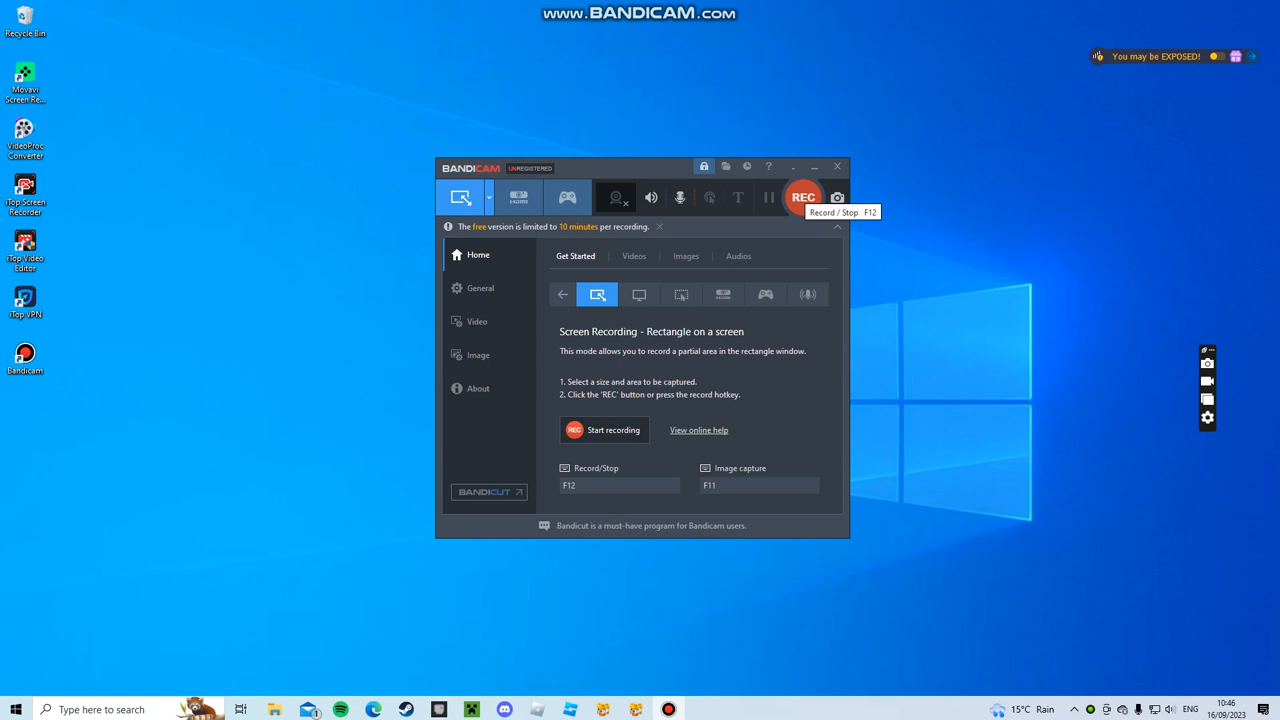 www.BANDICAM.com
Recycle Bin
You may be EXPOSED!
Movavi
Screen Re...
VideoProc
Converter
iTop Screen
Recorder
iTop Video
Editor
iTop VPN
Bandicam
BANDICAM UNREGISTERED
?
HDMI
T
REC
Record / Stop F12
The free version is limited to 10 minutes per recording.
Home
General
Video
Image
About
BANDICUT
Get Started | Videos | Images | Audios
Screen Recording - Rectangle on a screen
This mode allows you to record a partial area in the rectangle window.
1. Select a size and area to be captured.
2. Click the 'REC' button or press the record hotkey.
REC Start recording
View online help
Record/Stop
Image capture
F12
F11
Bandicut is a must-have program for Bandicam users.
Type here to search
1
15°C Rain
ENG
10:46
16/09/2023